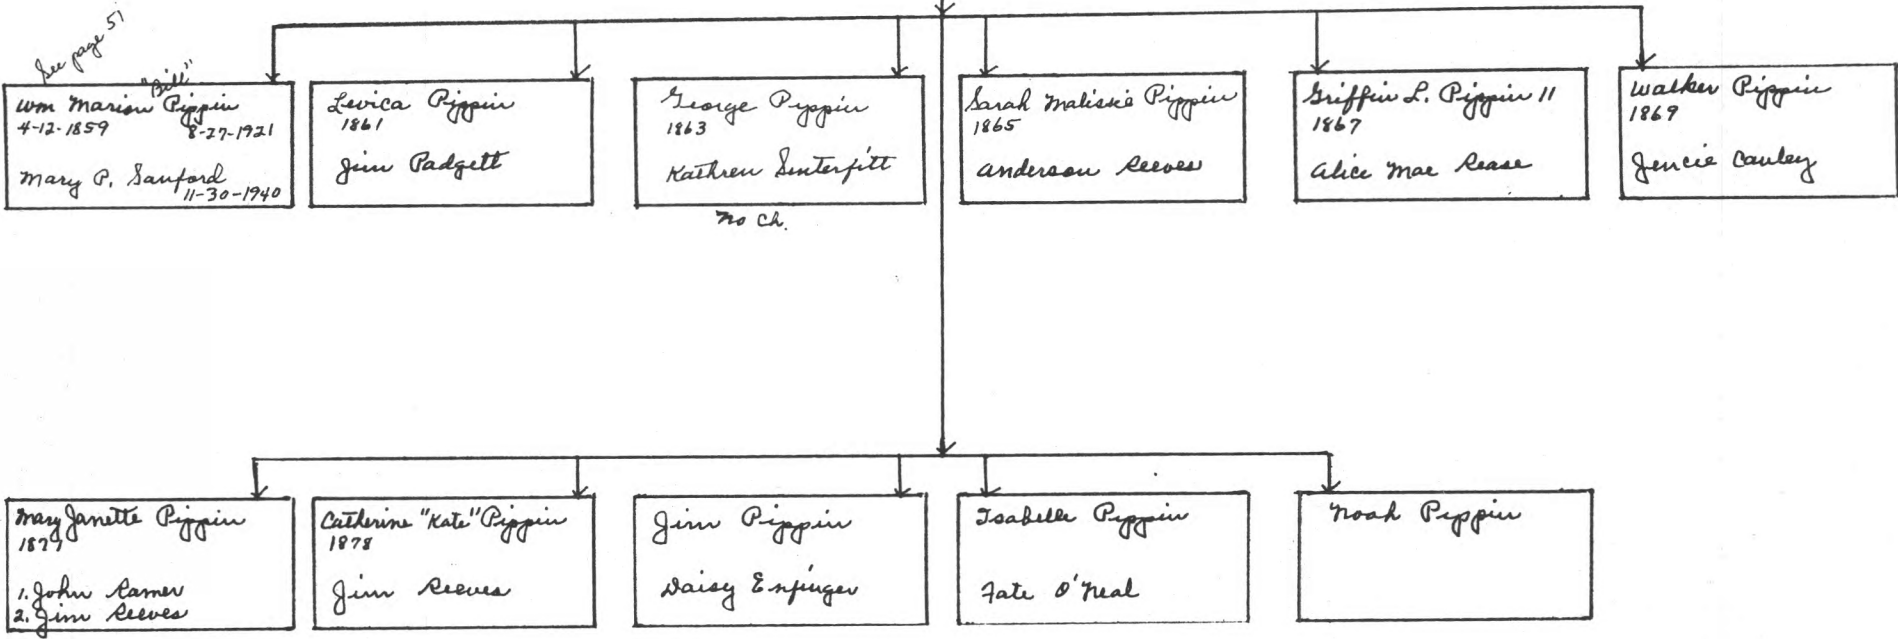 See page 51
"Bill"
Wm Marion Pippin
4-12-1859 8-27-1921
Mary P. Sanford
11-30-1940
Levica Pippin
1861
Jim Padgett
George Pippin
1863
Kathren Senterfitt
No Ch.
Sarah Maliskie Pippin
1865
Anderson Reeves
Griffin L. Pippin II
1867
Alice Mae Rease
Walker Pippin
1869
Jencie Cauley
Mary Janette Pippin
1877
1. John Ramer
2. Jim Reeves
Catherine "Kate" Pippin
1878
Jim Reeves
Jim Pippin
Daisy Enfinger
Isabelle Pippin
Fate O'Neal
Noah Pippin